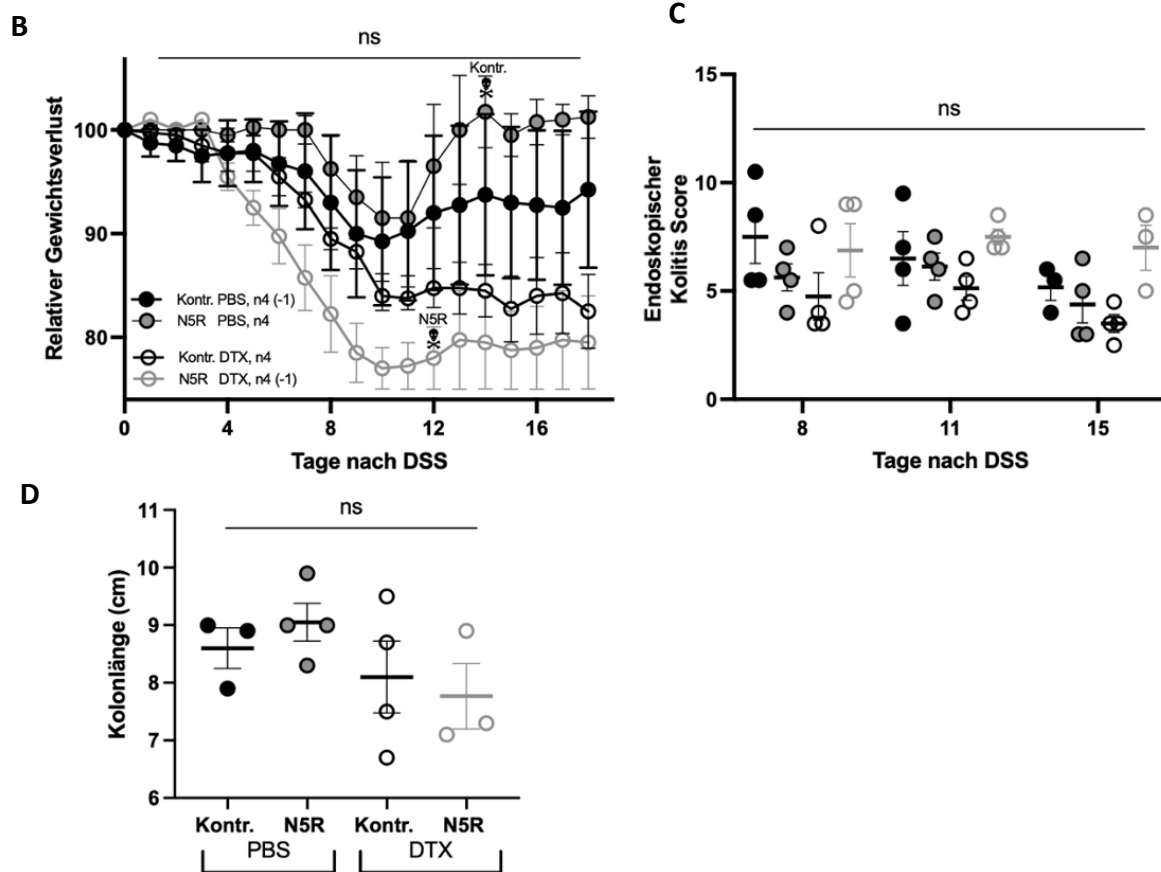 B
ns
Kontr.
Relativer Gewichtsverlust
100
90
80
Kontr. PBS, n4 (-1)
N5R PBS, n4
Kontr. DTX, n4
N5R DTX, n4 (-1)
N5R
0
4
8
12
16
Tage nach DSS
C
ns
Endoskopischer
Kolitis Score
15
10
5
0
8
11
15
Tage nach DSS
D
ns
Kolonlänge (cm)
11
10
9
8
7
6
Kontr.
N5R
Kontr.
N5R
PBS
DTX